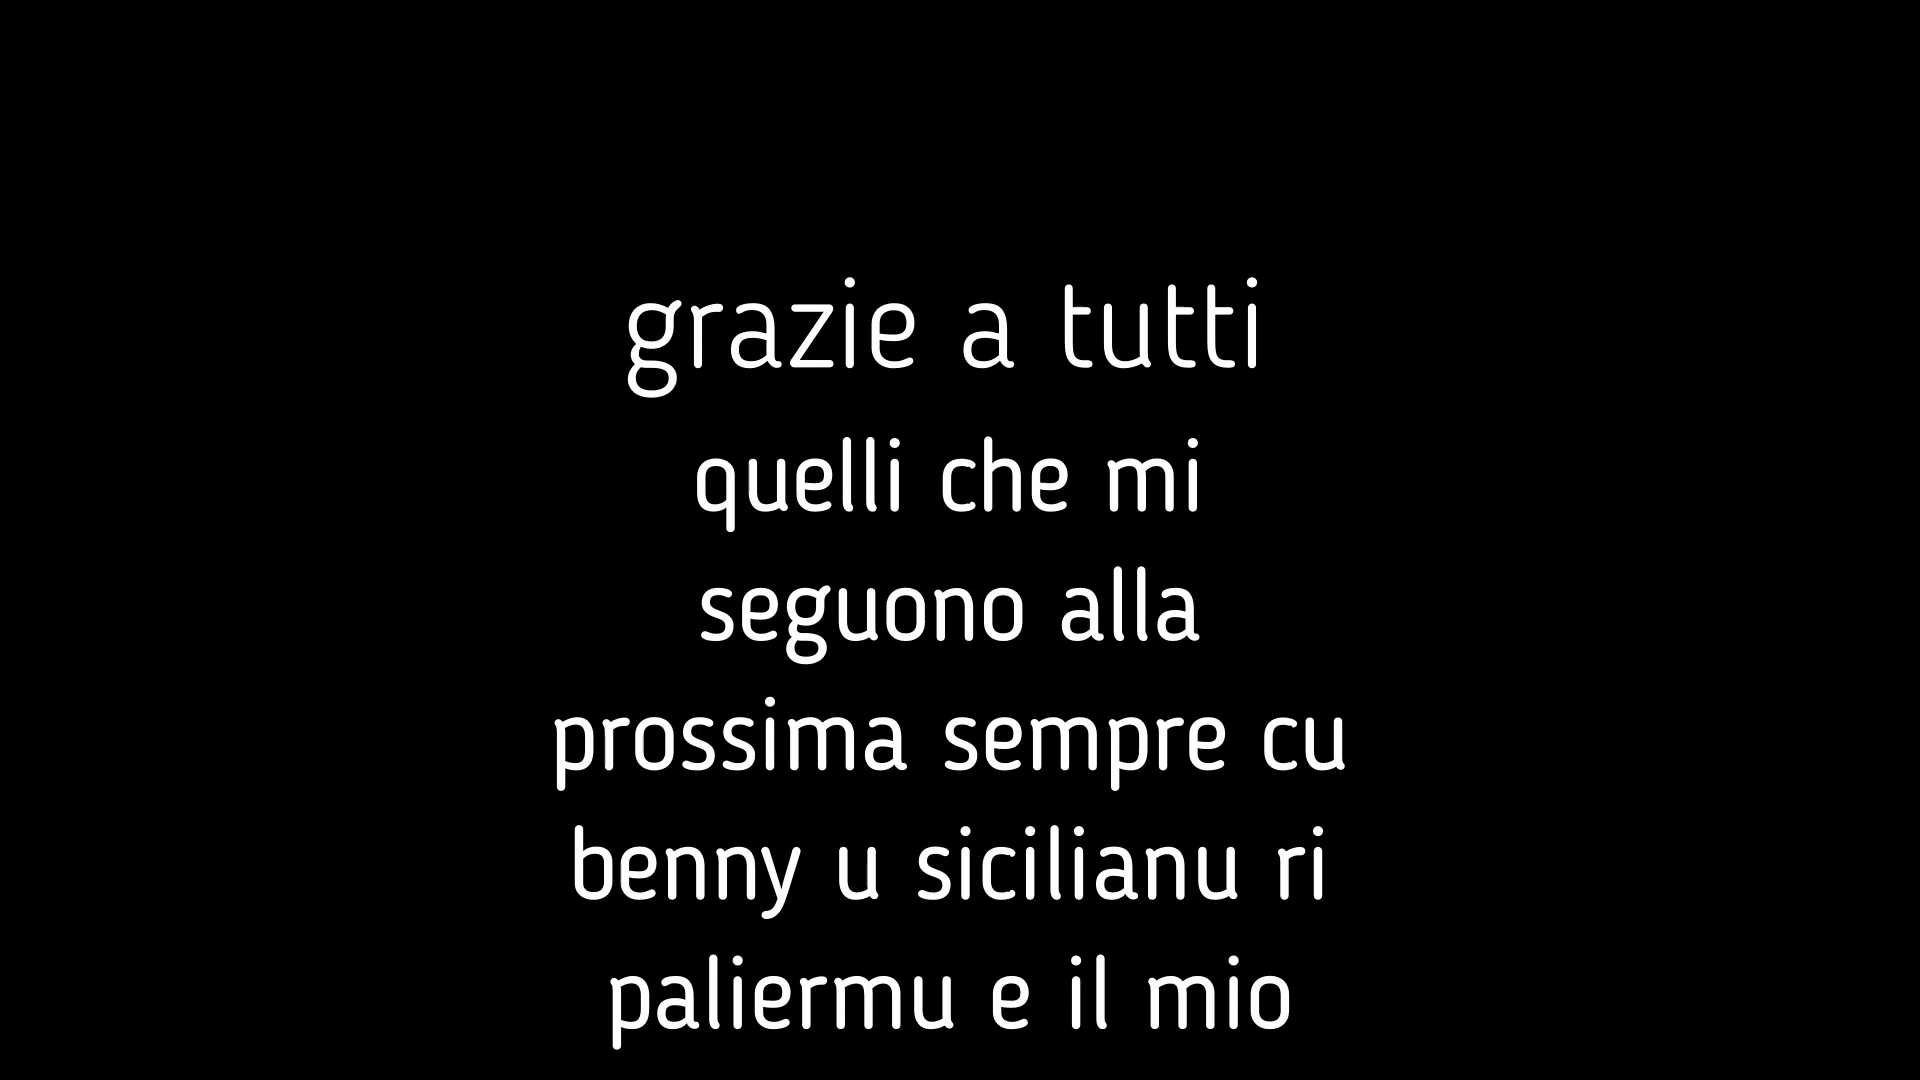 grazie a tutti
quelli che mi
seguono alla
prossima sempre cu
benny u sicilianu ri
paliermu e il mio